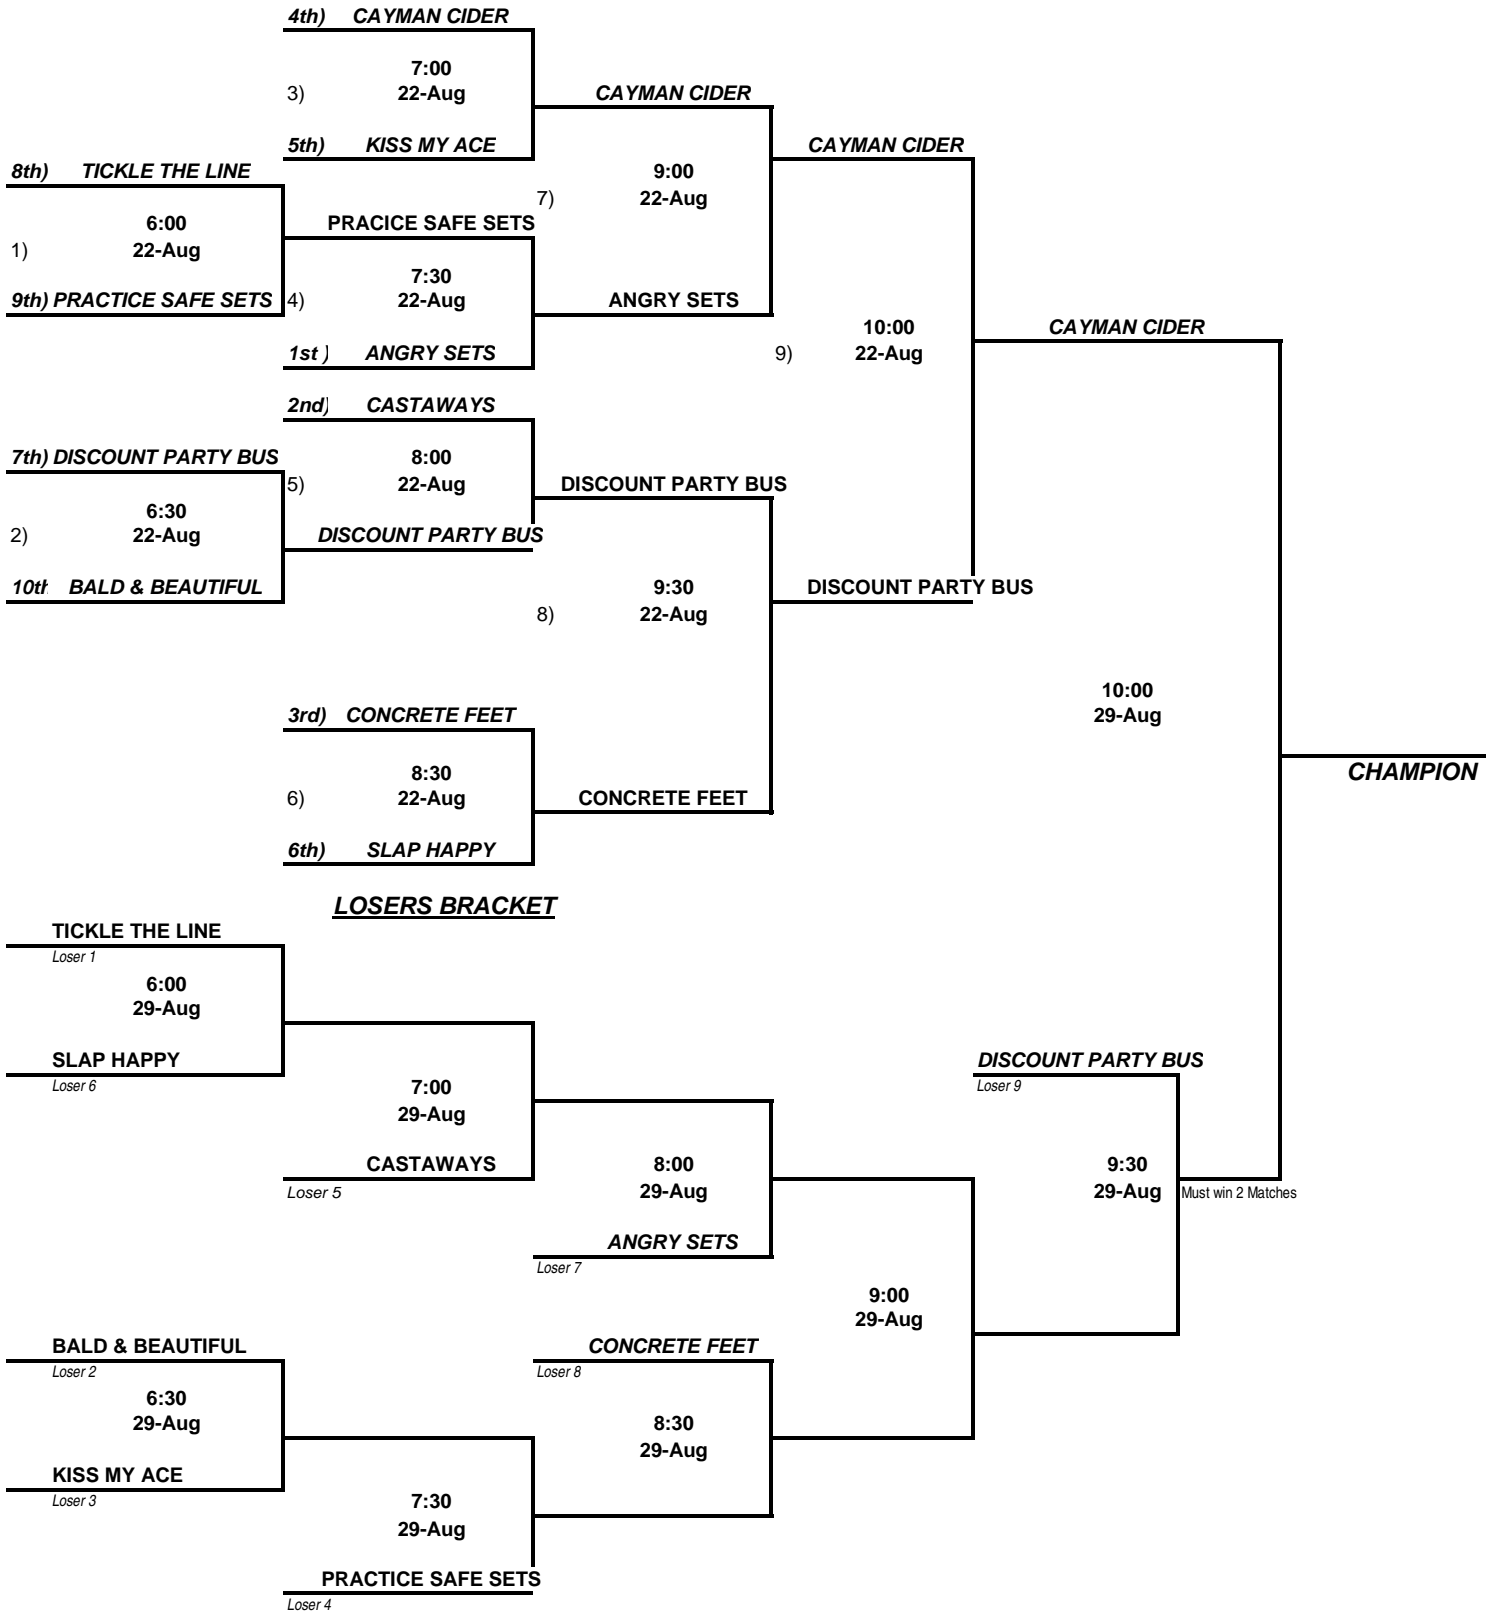 4th) CAYMAN CIDER
7:00
3) 22-Aug CAYMAN CIDER
5th) KISS MY ACE CAYMAN CIDER
8th) TICKLE THE LINE 9:00
7) 22-Aug
6:00 PRACICE SAFE SETS
1) 22-Aug
7:30
9th) PRACTICE SAFE SETS 4) 22-Aug ANGRY SETS
10:00 CAYMAN CIDER
1st ) ANGRY SETS 9) 22-Aug
2nd) CASTAWAYS
7th) DISCOUNT PARTY BUS 8:00
5) 22-Aug DISCOUNT PARTY BUS
6:30
2) 22-Aug DISCOUNT PARTY BUS
10th BALD & BEAUTIFUL 9:30 DISCOUNT PARTY BUS
8) 22-Aug
10:00
3rd) CONCRETE FEET 29-Aug
8:30 CHAMPION
6) 22-Aug CONCRETE FEET
6th) SLAP HAPPY
LOSERS BRACKET
TICKLE THE LINE
Loser 1
6:00
29-Aug
SLAP HAPPY DISCOUNT PARTY BUS
Loser 6 7:00 Loser 9
29-Aug
CASTAWAYS 8:00 9:30
Loser 5 29-Aug 29-Aug Must win 2 Matches
ANGRY SETS
Loser 7
9:00
29-Aug
BALD & BEAUTIFUL CONCRETE FEET
Loser 2 Loser 8
6:30
29-Aug 8:30
29-Aug
KISS MY ACE
Loser 3 7:30
29-Aug
PRACTICE SAFE SETS
Loser 4